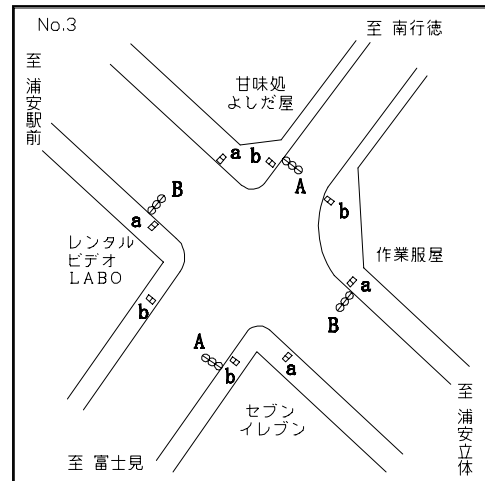 No.3
至 南行徳
至 浦安駅前
甘味処
よしだ屋
a
b
A
B
a
b
レンタル
ビデオ
LABO
作業服屋
a
b
B
A
b
a
セブン
イレブン
至 富士見
至 浦安立体